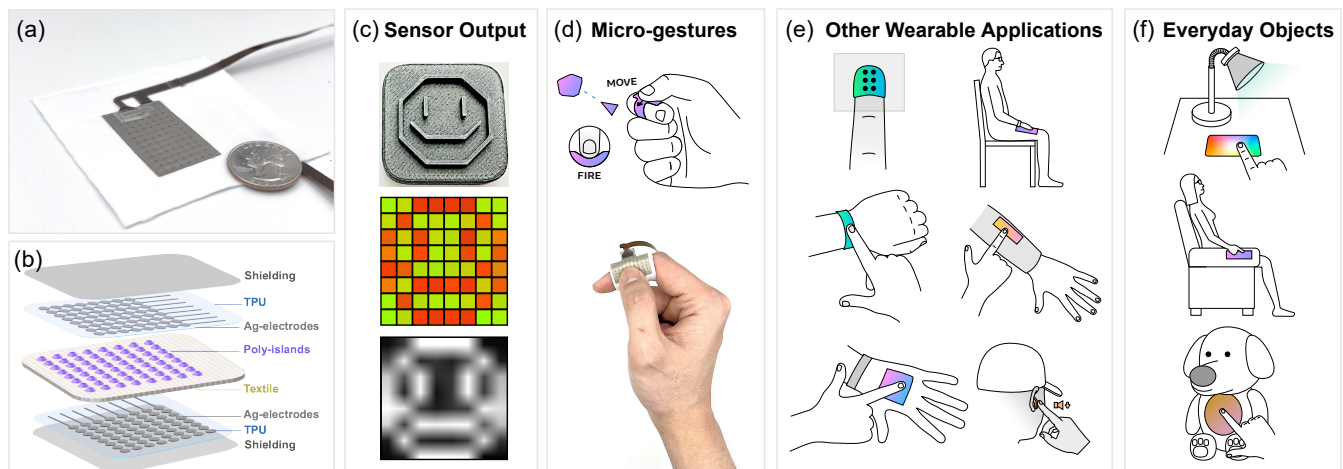 (a)
(b)
Shielding
TPU
Ag-electrodes
Poly-islands
Textile
Ag-electrodes
TPU
Shielding
(c) Sensor Output
(d) Micro-gestures
MOVE
FIRE
(e) Other Wearable Applications
(f) Everyday Objects